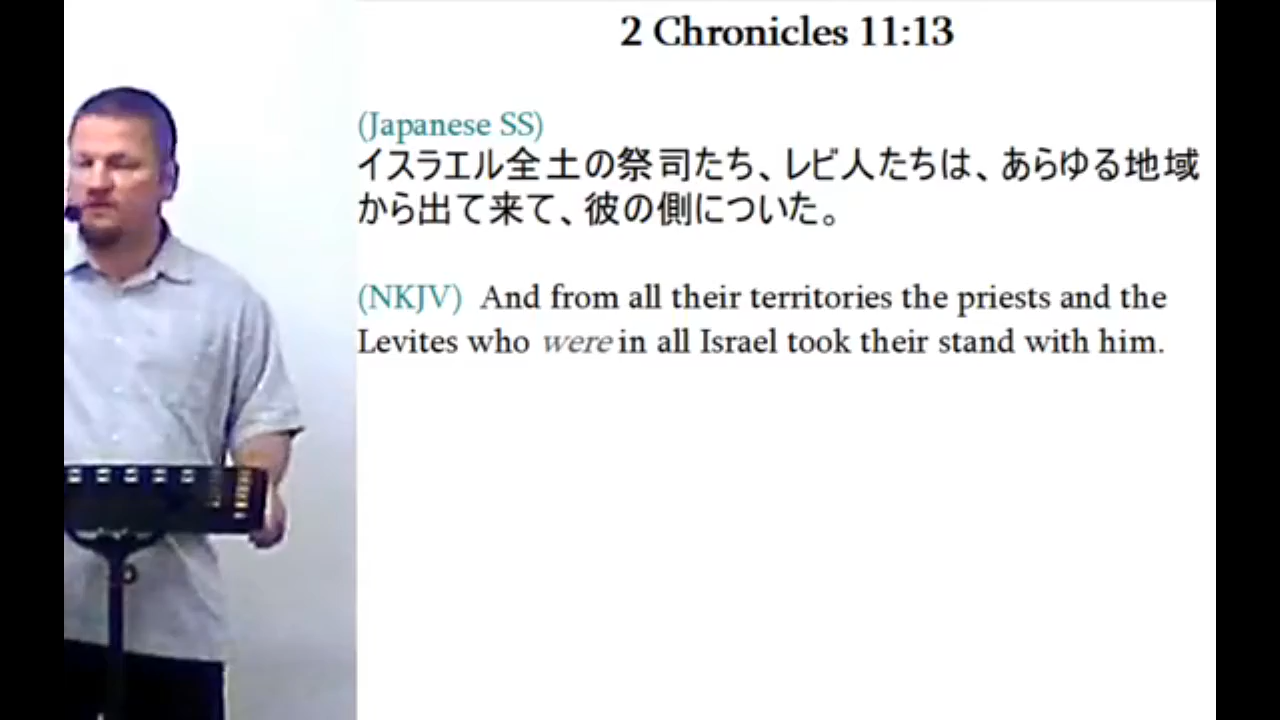 2 Chronicles 11:13
(Japanese SS)
イスラエル全土の祭司たち、レビ人たちは、あらゆる地域
から出て来て、彼の側についた。
(NKJV) And from all their territories the priests and the
Levites who were in all Israel took their stand with him.